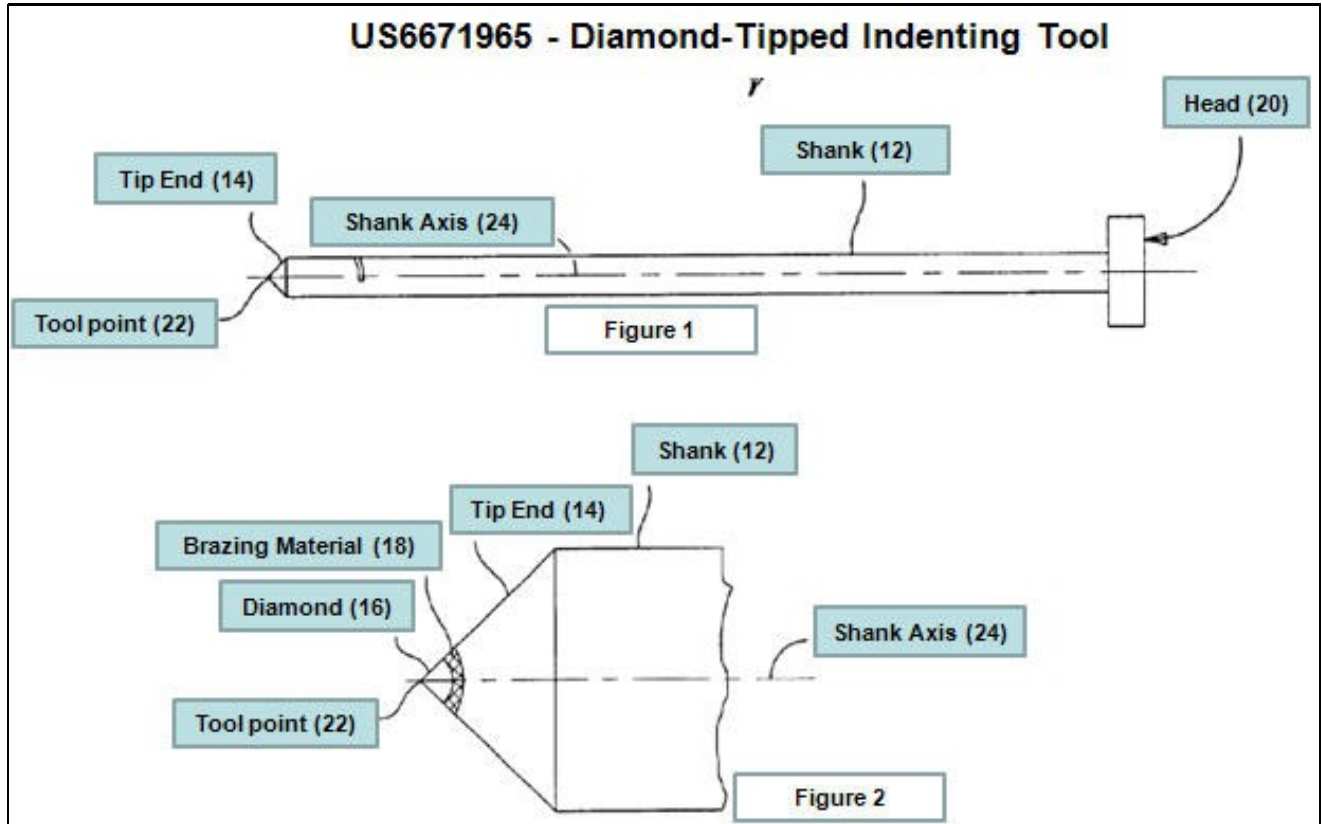 US6671965 - Diamond-Tipped Indenting Tool
r
Head (20)
Shank (12)
Tip End (14)
Shank Axis (24)
Tool point (22)
Figure 1
Shank (12)
Tip End (14)
Brazing Material (18)
Diamond (16)
Shank Axis (24)
Tool point (22)
Figure 2